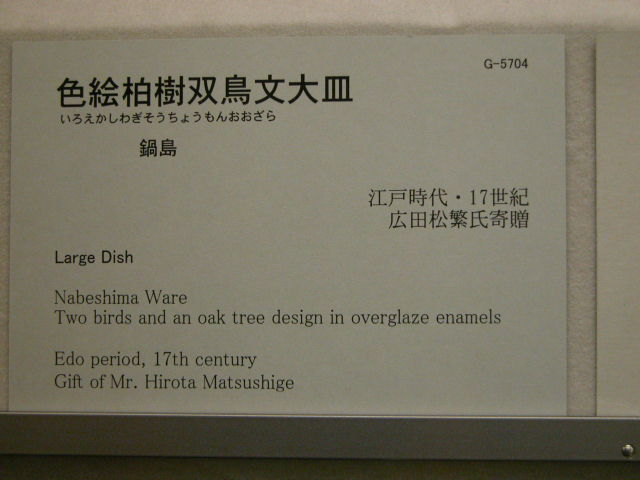 G-5704
色絵柏樹双鳥文大皿
いろえかしわぎそうちょうもんおおざら
鍋島
江戸時代・17世紀
広田松繁氏寄贈
Large Dish
Nabeshima Ware
Two birds and an oak tree design in overglaze enamels
Edo period, 17th century
Gift of Mr. Hirota Matsushige